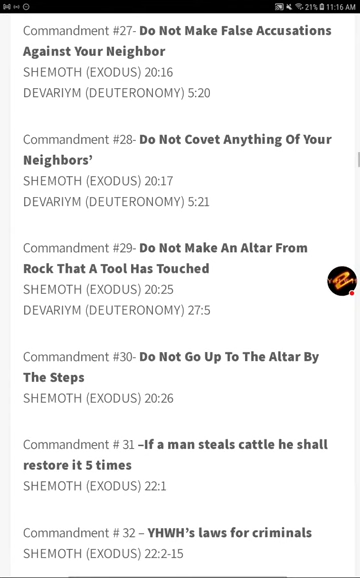 21% 11:16 AM
Commandment #27- Do Not Make False Accusations
Against Your Neighbor
SHEMOTH (EXODUS) 20:16
DEVARIYM (DEUTERONOMY) 5:20
Commandment #28- Do Not Covet Anything Of Your
Neighbors’
SHEMOTH (EXODUS) 20:17
DEVARIYM (DEUTERONOMY) 5:21
Commandment #29- Do Not Make An Altar From
Rock That A Tool Has Touched
SHEMOTH (EXODUS) 20:25
DEVARIYM (DEUTERONOMY) 27:5
Commandment #30- Do Not Go Up To The Altar By
The Steps
SHEMOTH (EXODUS) 20:26
Commandment # 31 –If a man steals cattle he shall
restore it 5 times
SHEMOTH (EXODUS) 22:1
Commandment # 32 – YHWH’s laws for criminals
SHEMOTH (EXODUS) 22:2-15